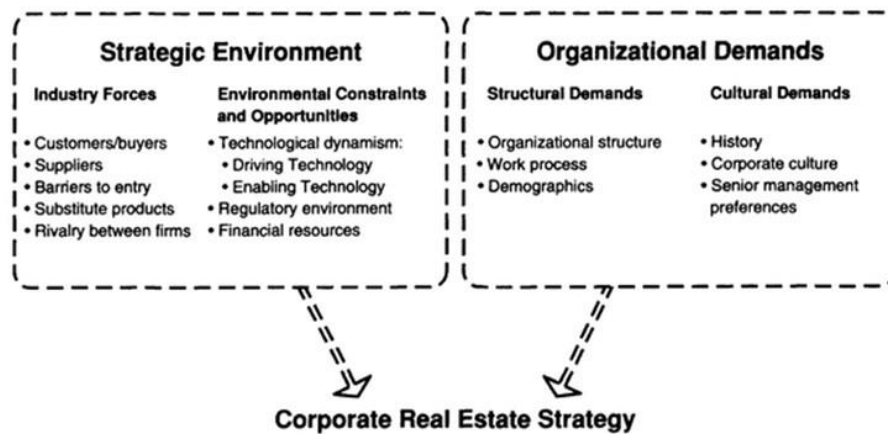 Strategic Environment
Industry Forces
• Customers/buyers
• Suppliers
• Barriers to entry
• Substitute products
• Rivalry between firms
Environmental Constraints
and Opportunities
• Technological dynamism:
• Driving Technology
• Enabling Technology
• Regulatory environment
• Financial resources
Organizational Demands
Structural Demands
• Organizational structure
• Work process
• Demographics
Cultural Demands
• History
• Corporate culture
• Senior management
preferences
Corporate Real Estate Strategy